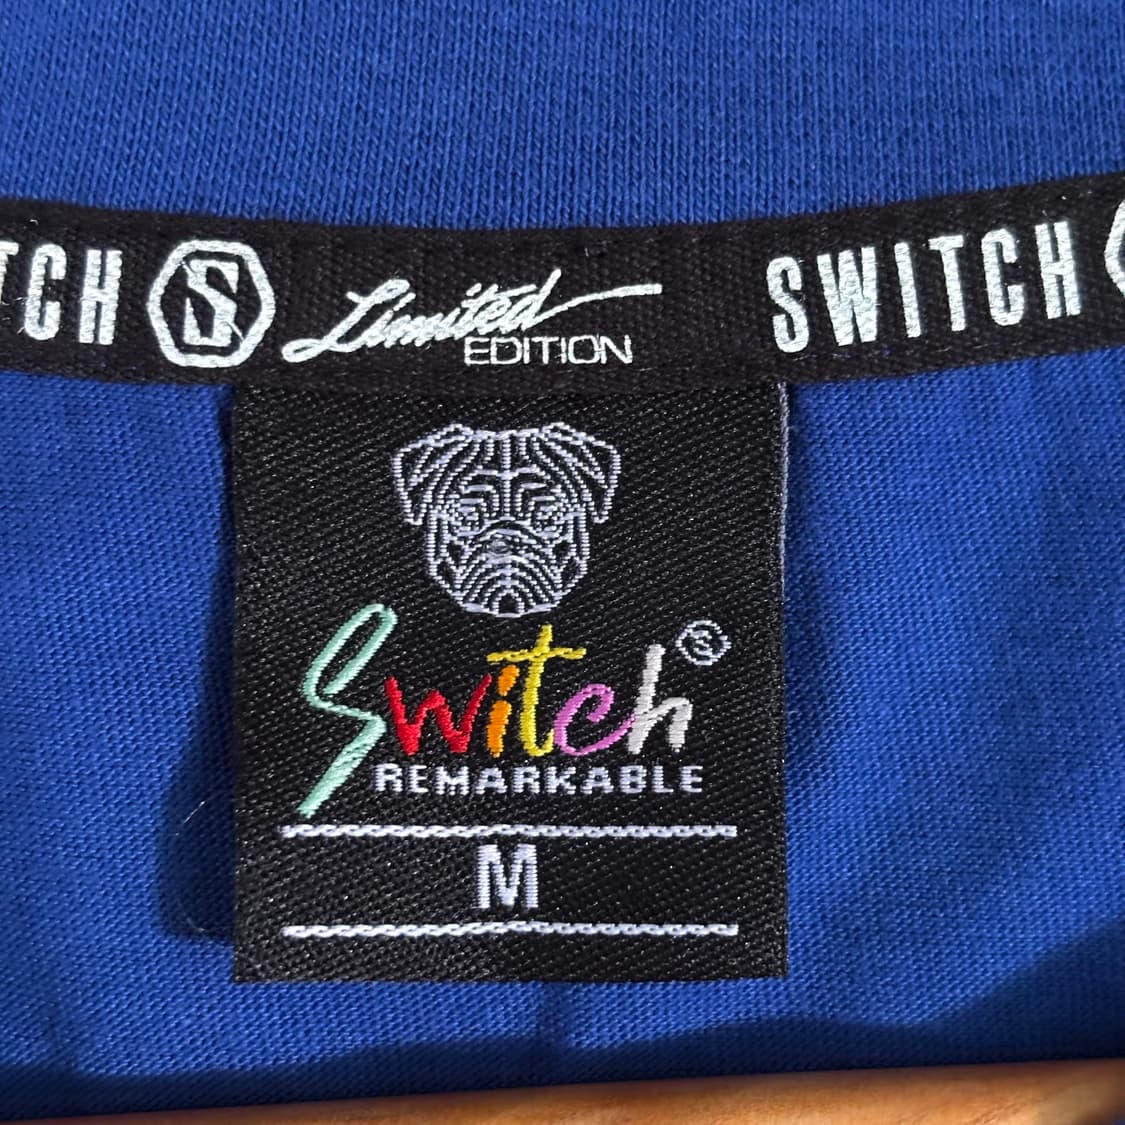 TCH S Limited SWITCH
EDITION
Switch S
REMARKABLE
M